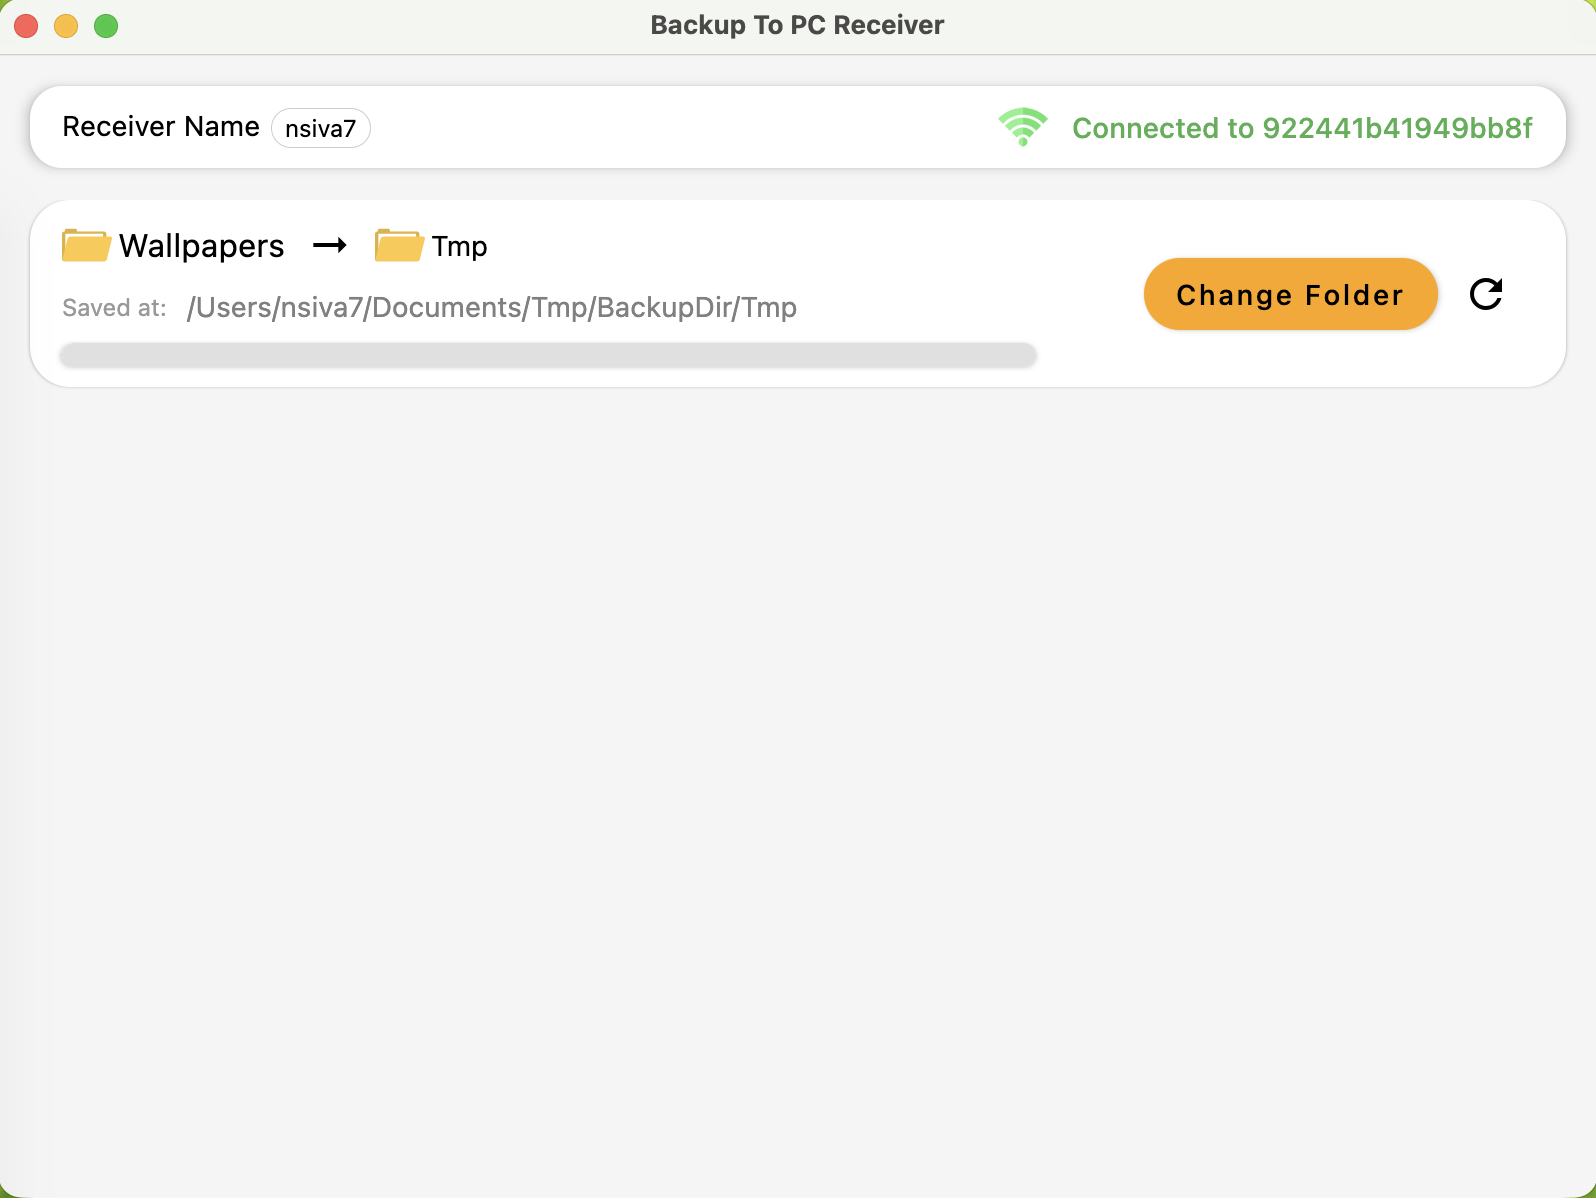 Backup To PC Receiver
Receiver Name nsiva7
Connected to 922441b41949bb8f
Wallpapers → Tmp
Saved at: /Users/nsiva7/Documents/Tmp/BackupDir/Tmp
Change Folder